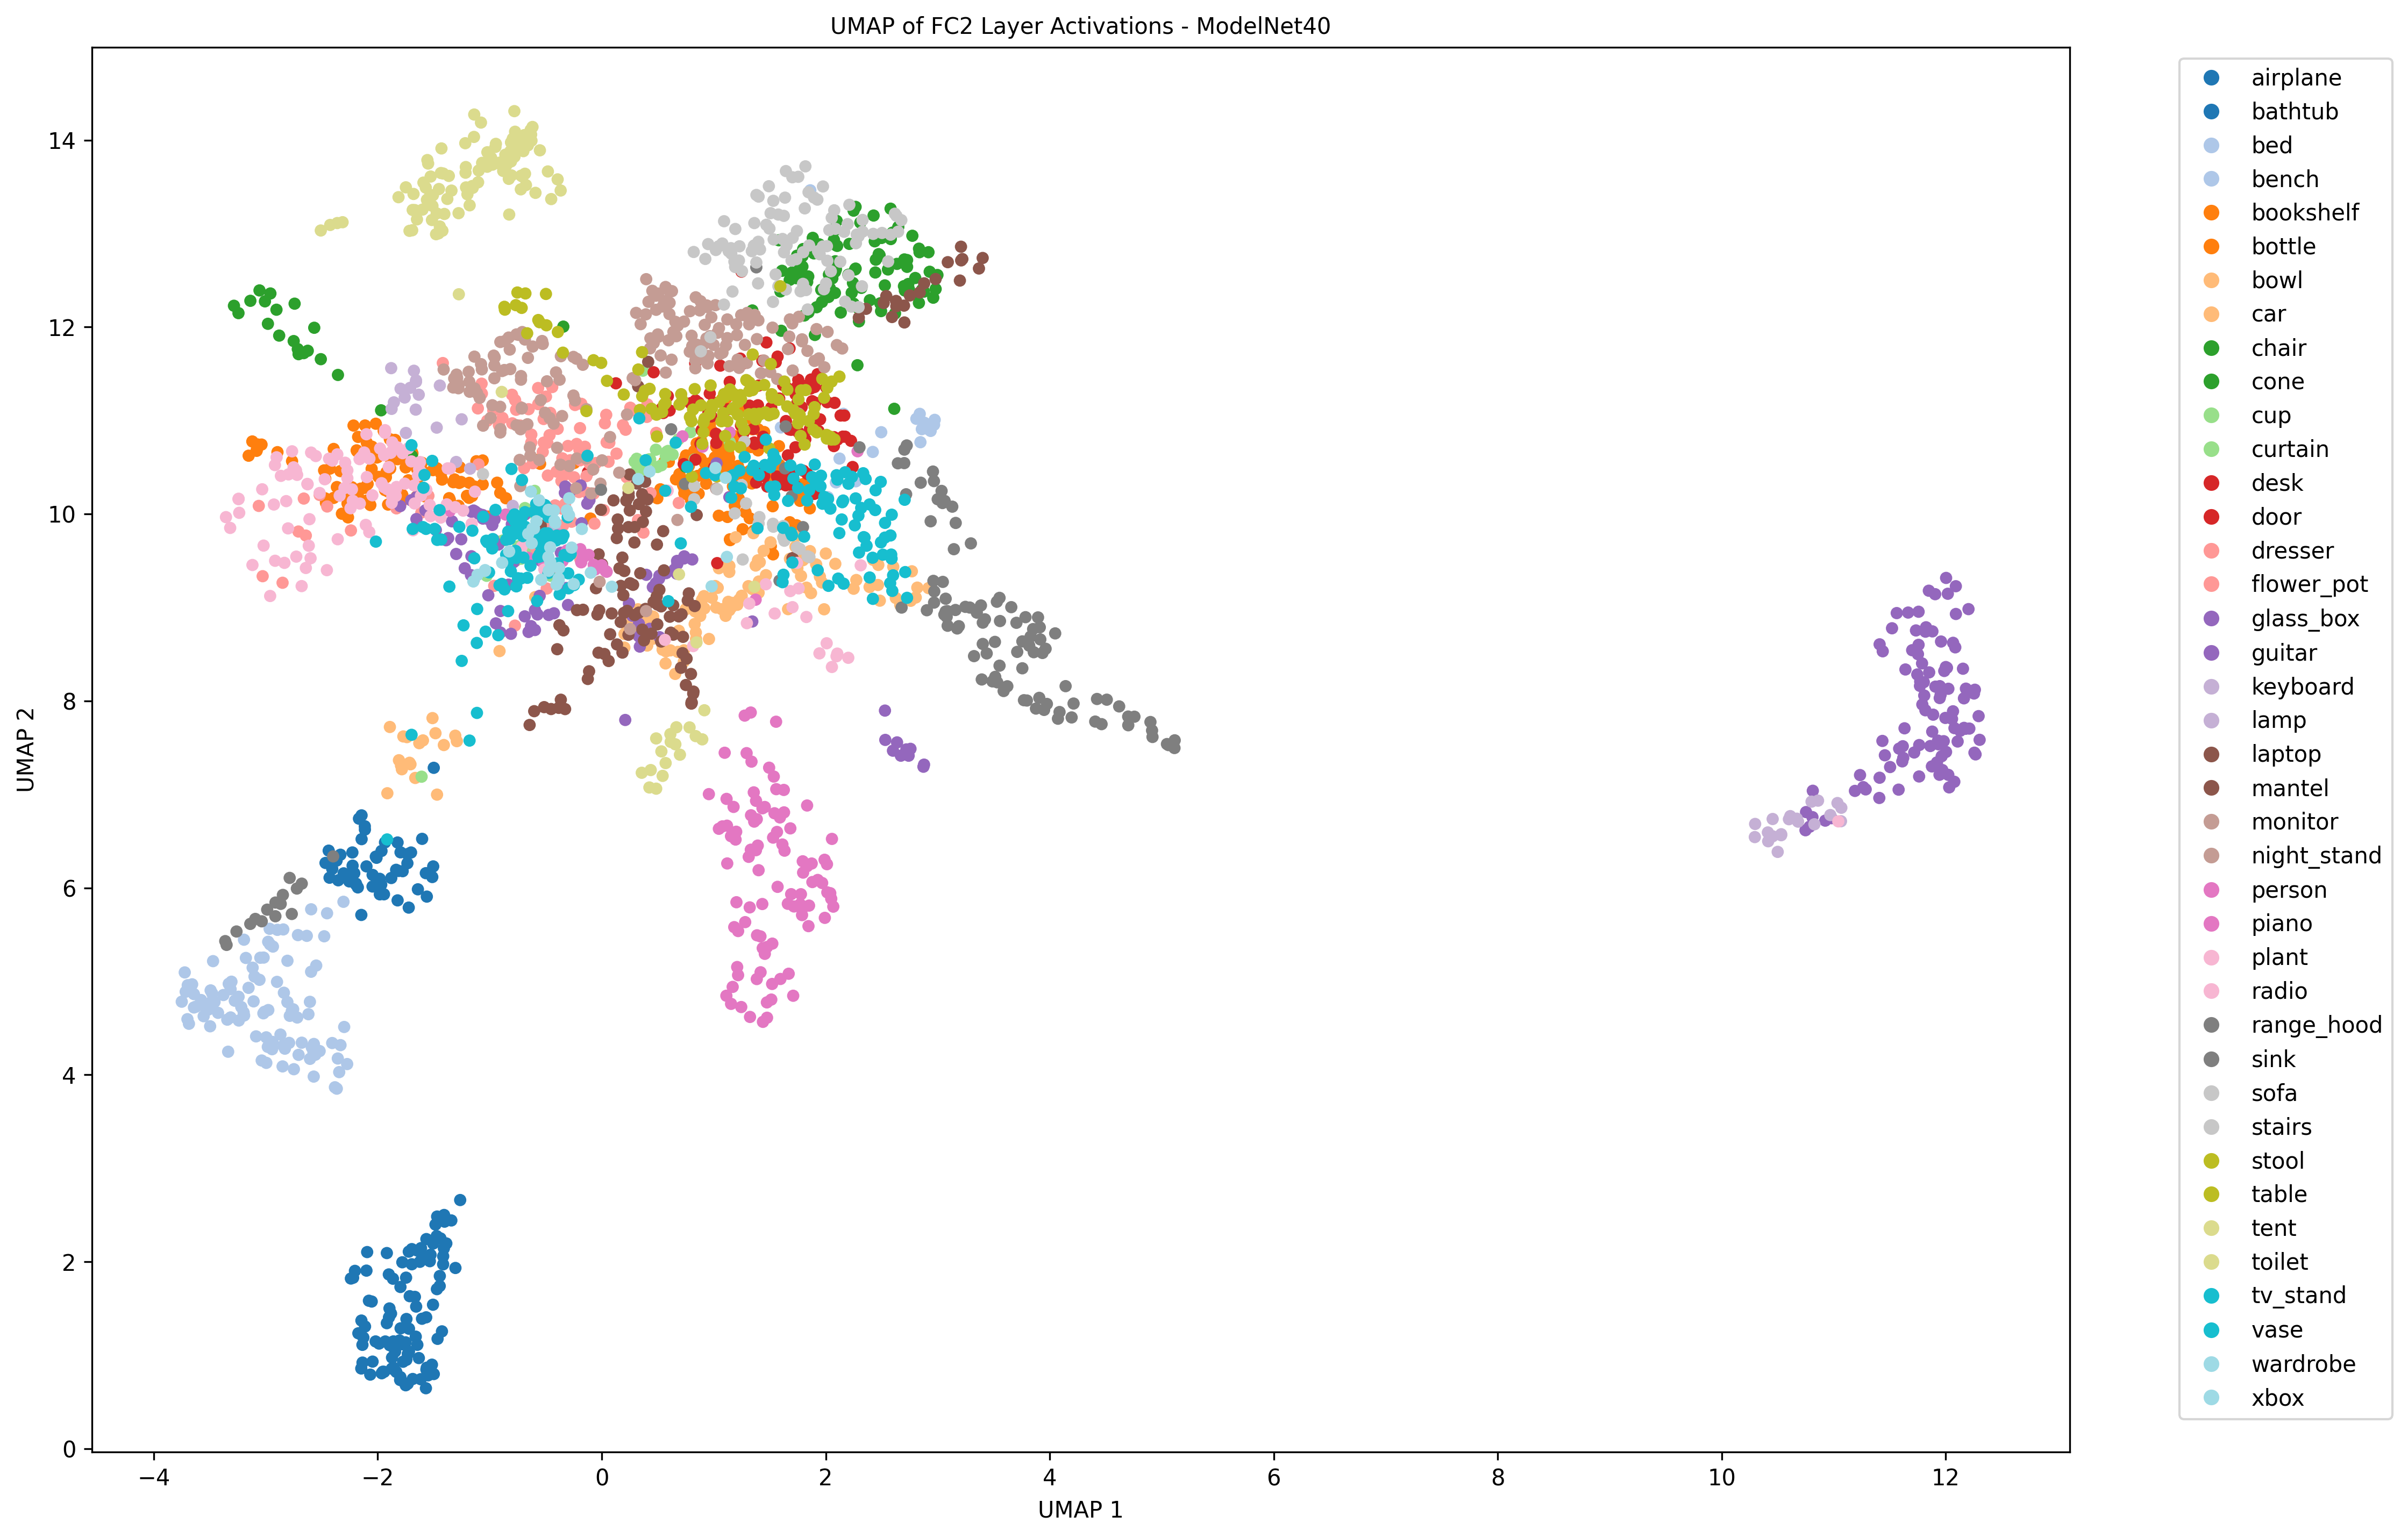 UMAP of FC2 Layer Activations - ModelNet40
UMAP 2
14
12
10
8
6
4
2
0
−4
−2
0
2
4
6
8
10
12
UMAP 1
airplane
bathtub
bed
bench
bookshelf
bottle
bowl
car
chair
cone
cup
curtain
desk
door
dresser
flower_pot
glass_box
guitar
keyboard
lamp
laptop
mantel
monitor
night_stand
person
piano
plant
radio
range_hood
sink
sofa
stairs
stool
table
tent
toilet
tv_stand
vase
wardrobe
xbox